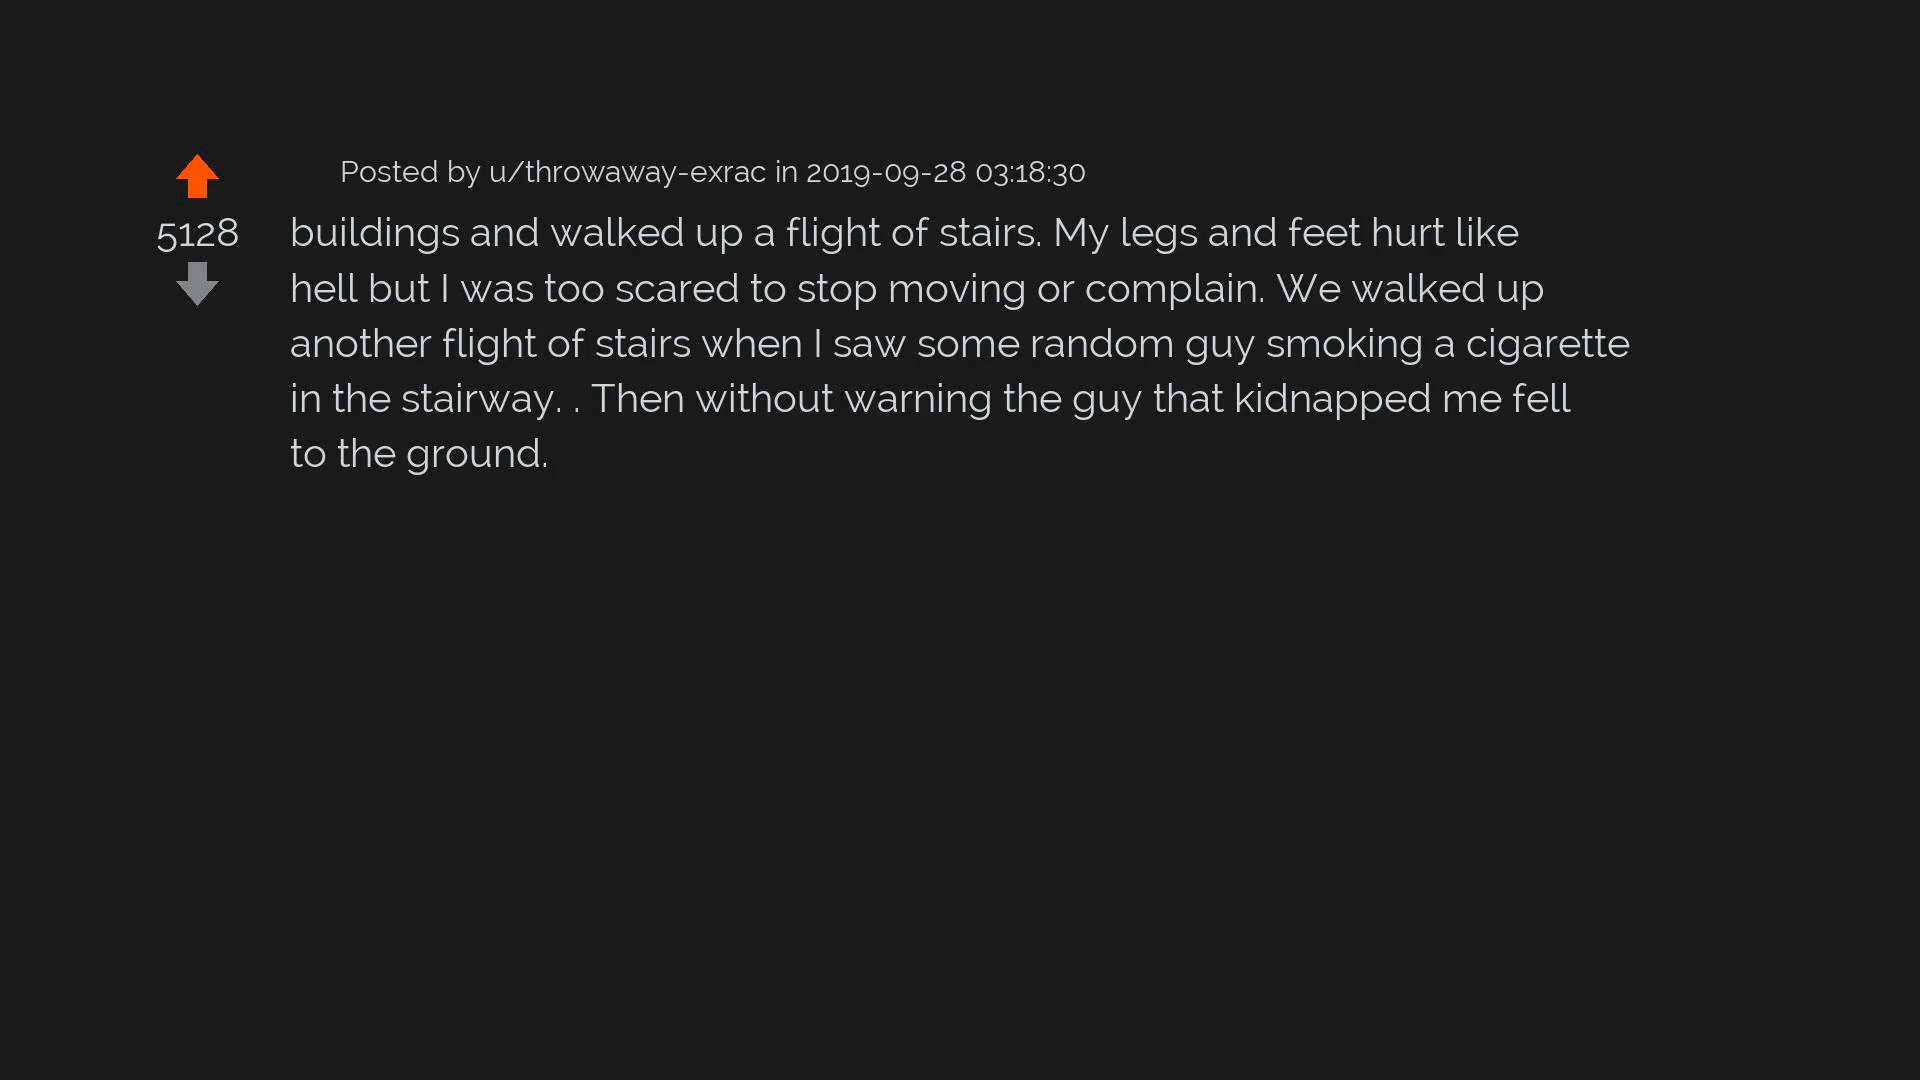 Posted by u/throwaway-exrac in 2019-09-28 03:18:30
5128
buildings and walked up a flight of stairs. My legs and feet hurt like
hell but I was too scared to stop moving or complain. We walked up
another flight of stairs when I saw some random guy smoking a cigarette
in the stairway. . Then without warning the guy that kidnapped me fell
to the ground.